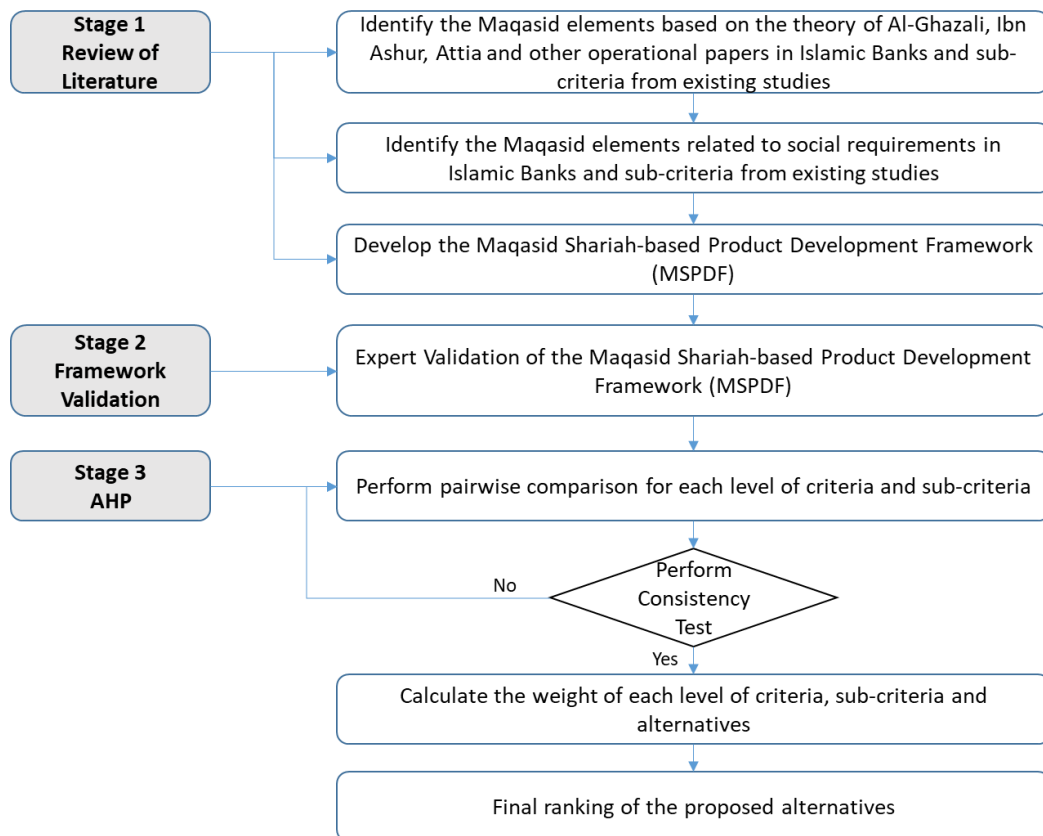 Stage 1
Review of
Literature
Identify the Maqasid elements based on the theory of Al-Ghazali, Ibn
Ashur, Attia and other operational papers in Islamic Banks and sub-
criteria from existing studies
Identify the Maqasid elements related to social requirements in
Islamic Banks and sub-criteria from existing studies
Develop the Maqasid Shariah-based Product Development Framework
(MSPDF)
Stage 2
Framework
Validation
Expert Validation of the Maqasid Shariah-based Product Development
Framework (MSPDF)
Stage 3
AHP
Perform pairwise comparison for each level of criteria and sub-criteria
Perform
Consistency
Test
No
Yes
Calculate the weight of each level of criteria, sub-criteria and
alternatives
Final ranking of the proposed alternatives